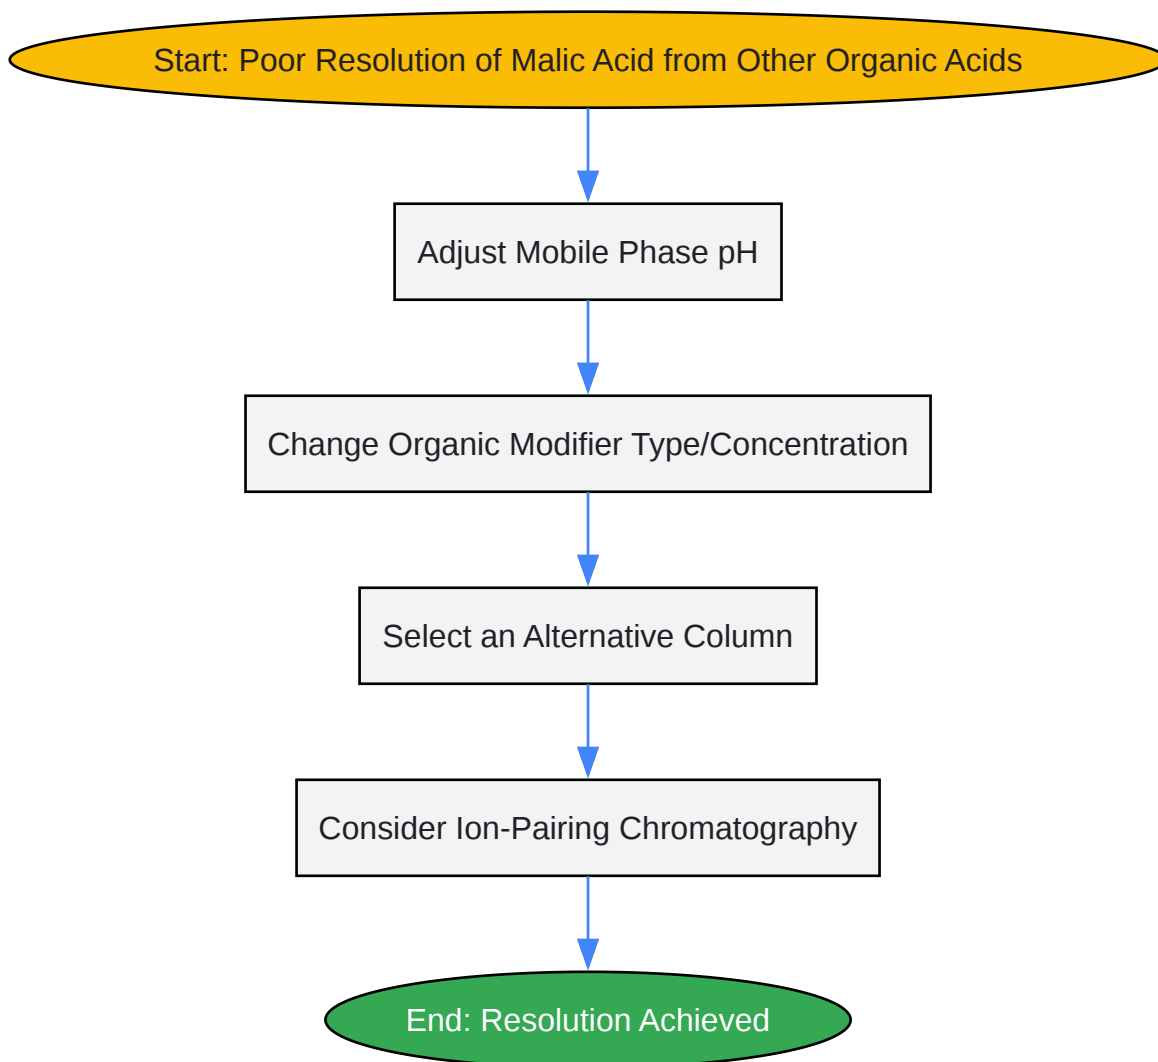 Start: Poor Resolution of Malic Acid from Other Organic Acids
Adjust Mobile Phase pH
Change Organic Modifier Type/Concentration
Select an Alternative Column
Consider Ion-Pairing Chromatography
End: Resolution Achieved